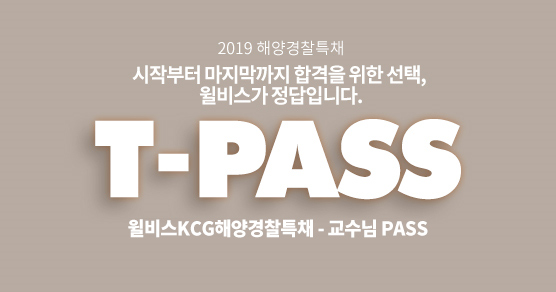 2019 해양경찰특채
시작부터 마지막까지 합격을 위한 선택,
윌비스가 정답입니다.
T-PASS
윌비스KCG해양경찰특채 - 교수님 PASS